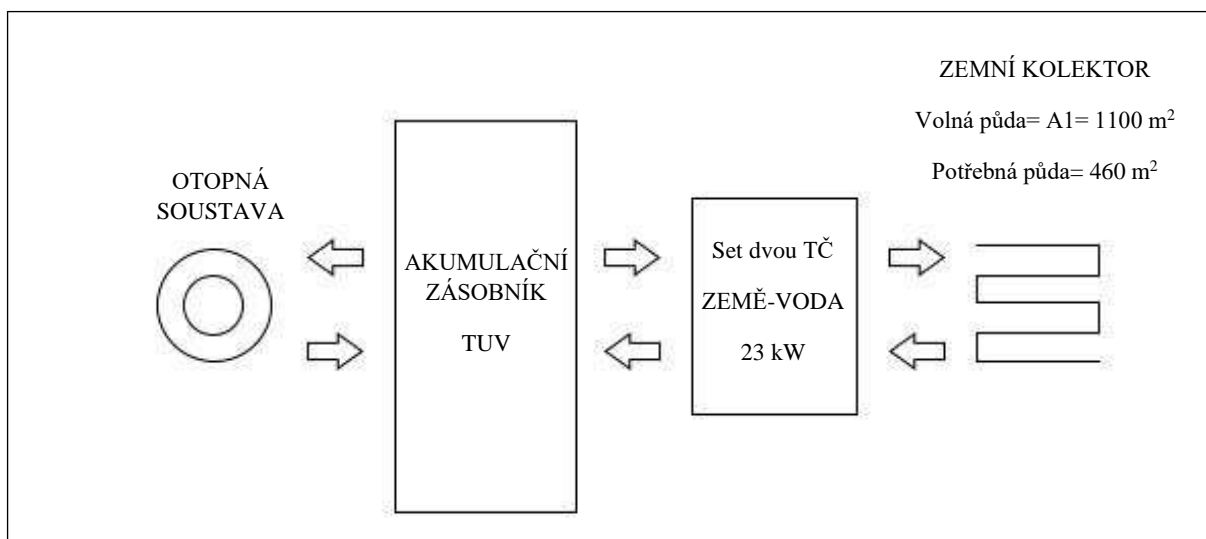 ZEMNÍ KOLEKTOR
Volná půda= A1= 1100 m²
Potřebná půda= 460 m²
OTOPNÁ
SOUSTAVA
AKUMULAČNÍ
ZÁSOBNÍK
TUV
Set dvou TČ
ZEMĚ-VODA
23 kW